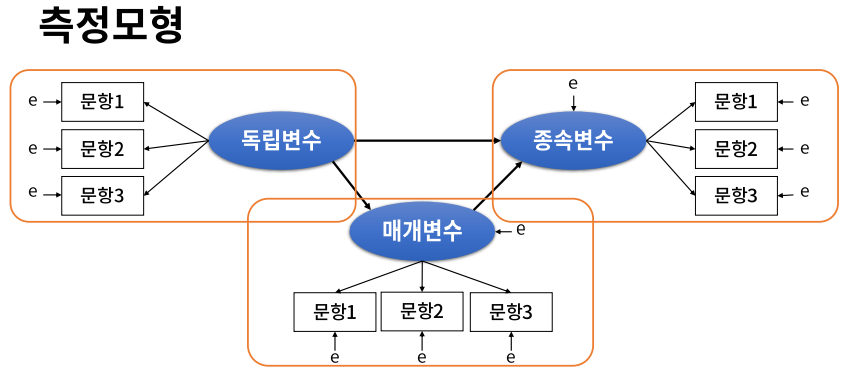 측정모형
e 문항1
e 문항2
e 문항3
독립변수
e
종속변수
문항1 e
문항2 e
문항3 e
매개변수 e
문항1 문항2 문항3
e e e